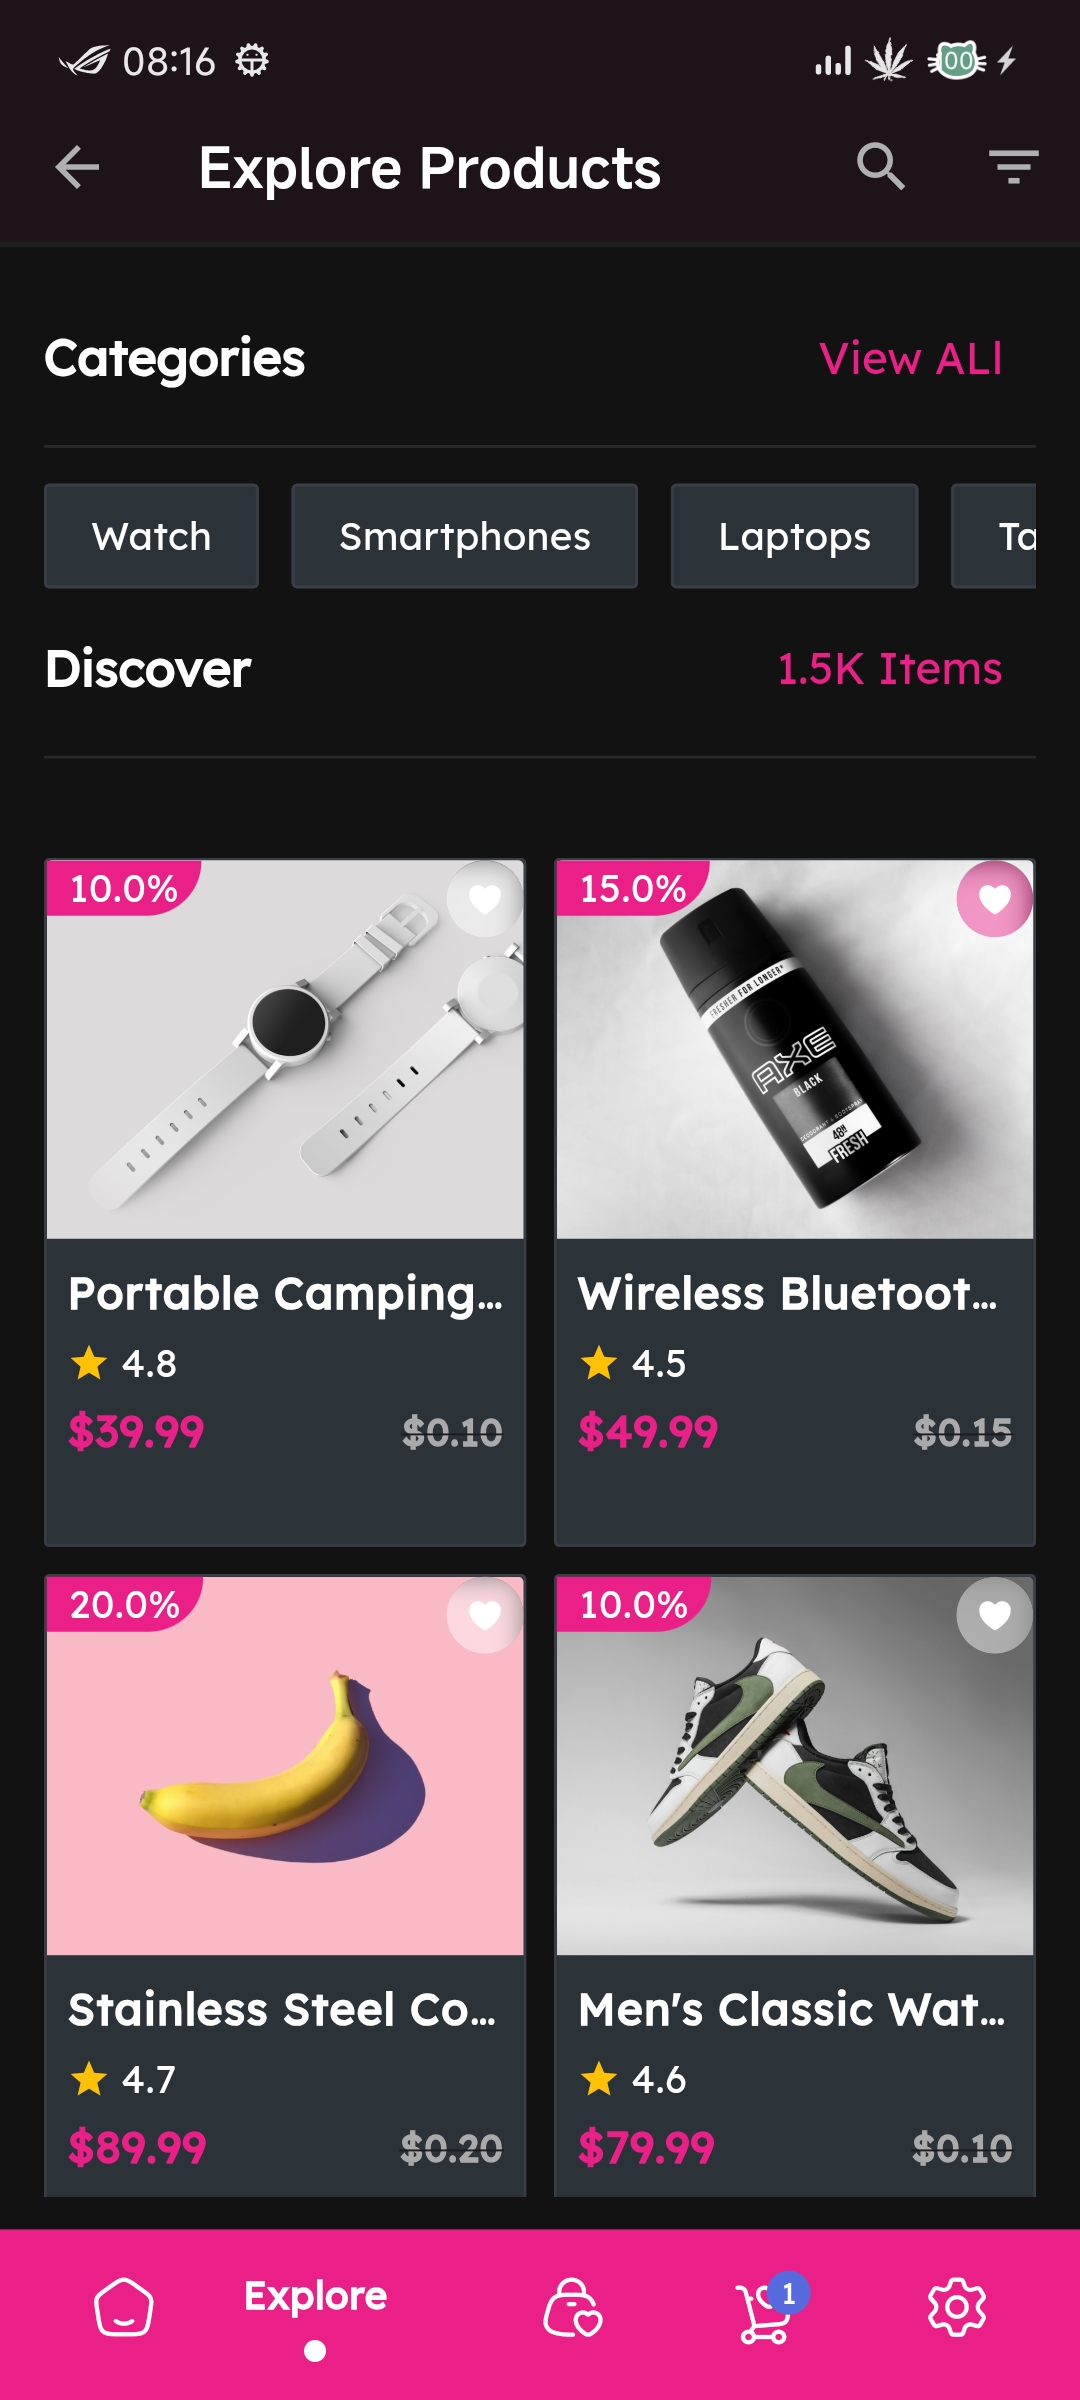 08:16
00
Explore Products
Categories
View ALl
Watch
Smartphones
Laptops
Ta
Discover
1.5K Items
10.0%
15.0%
FRESHER FOR LONGER*
AXE
BLACK
DEODORANT & BODYSPRAY
48H
FRESH
Portable Camping...
4.8
$39.99
$0.10
Wireless Bluetoot...
4.5
$49.99
$0.15
20.0%
10.0%
Stainless Steel Co...
4.7
$89.99
$0.20
Men's Classic Wat...
4.6
$79.99
$0.10
Explore
1